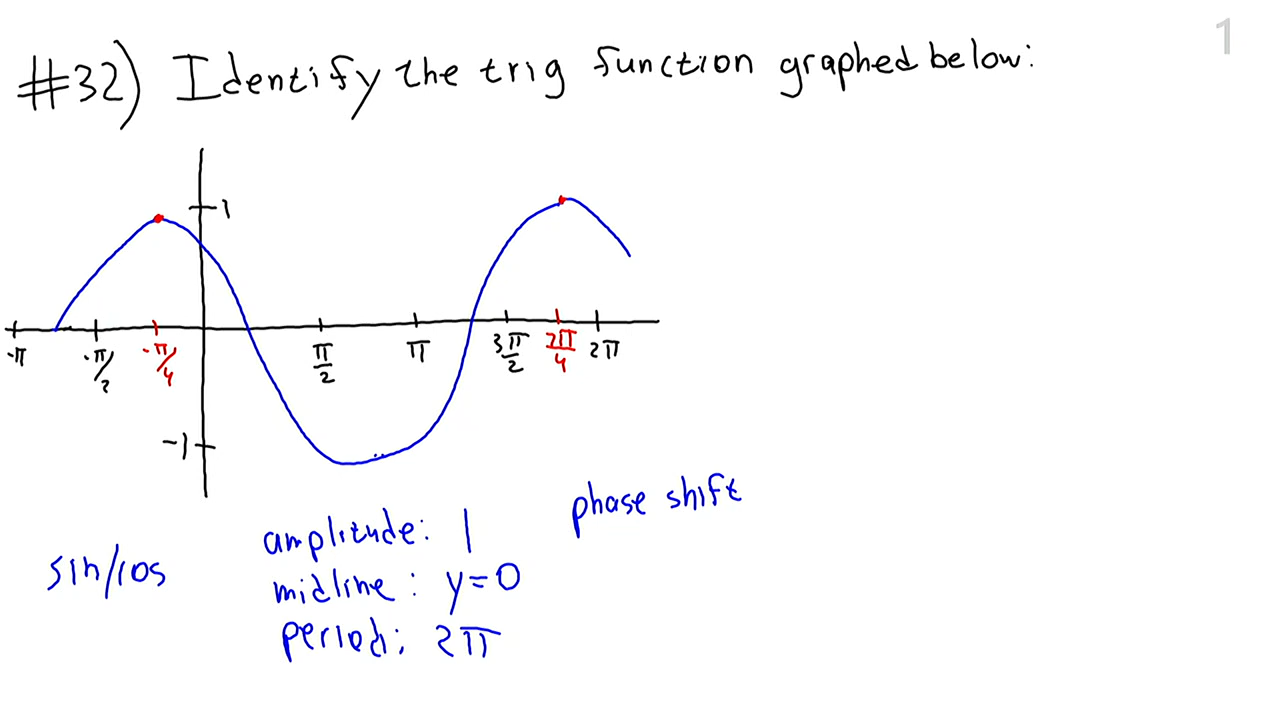 1
#32) Identify the trig function graphed below:
1
-π -π/2 -π/4 π/2 π 3π/2 7π/4 2π
-1
phase shift
amplitude: 1
sin/cos
midline: y=0
period: 2π